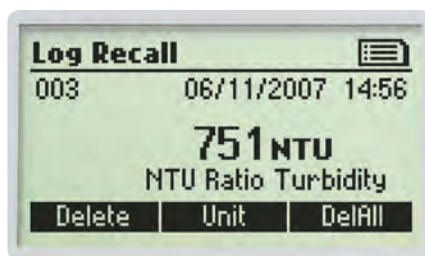 Log Recall
003 06/11/2007 14:56
751 NTU
NTU Ratio Turbidity
Delete Unit DelAll